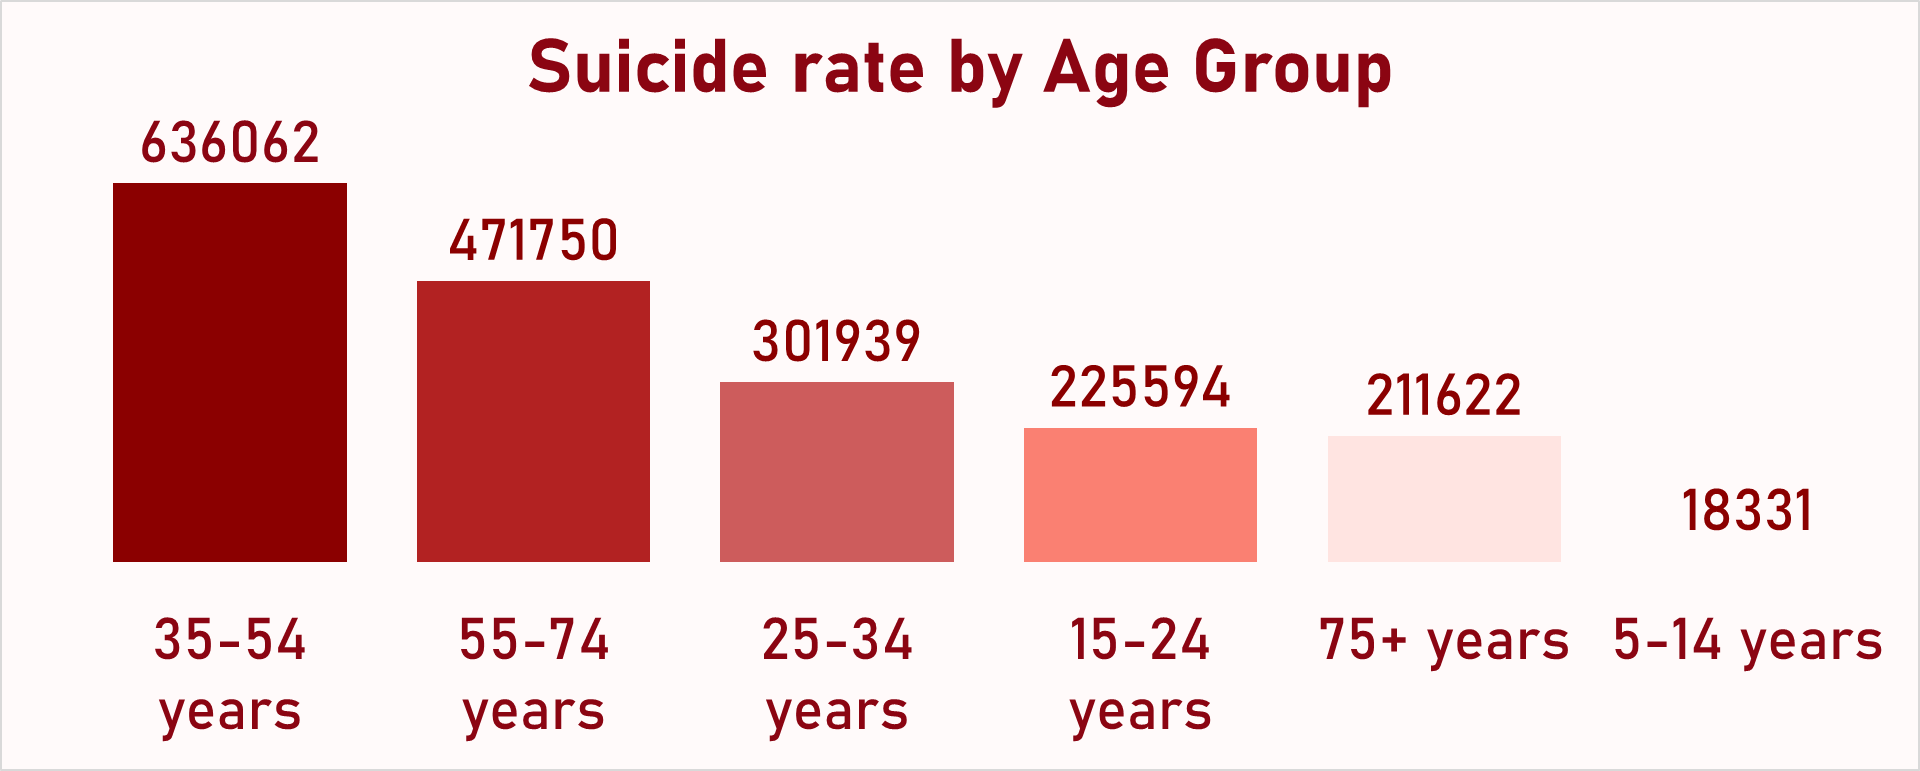 Suicide rate by Age Group
636062
471750
301939
225594
211622
18331
35-54
years
55-74
years
25-34
years
15-24
years
75+ years
5-14 years